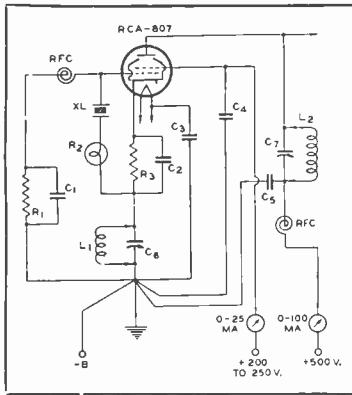 RCA-807
RFC
XL
R2
C3
C4
L2
C7
C1
R3
C2
C5
R1
RFC
L1
C8
0-25
MA
0-100
MA
-B
+200
TO 250 V.
+500V.